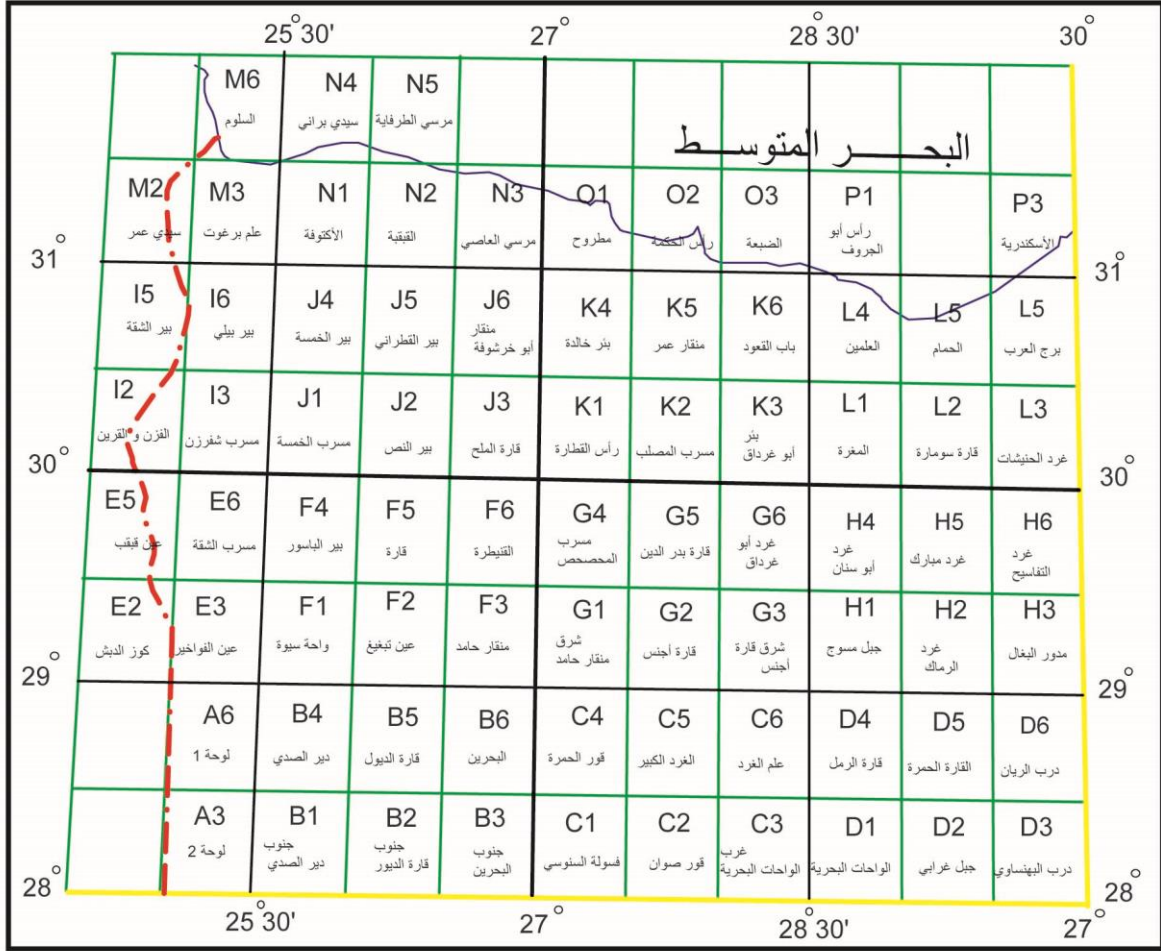 25°30' 27° 28°30' 30°
M6 N4 N5
السلوم سيدي براني مرسي الطرفاية
البحر المتوسط
M2 M3 N1 N2 N3 O1 O2 O3 P1 P3
سيدي عمر علم برغوت الأكثوفة القبقبة مرسي العاصي مطروح رأس الحكمة الضبعة رأس أبو الأسكندرية
الجروف
31° 31°
I5 I6 J4 J5 J6 K4 K5 K6 L4 L5 L5
بير الشقة بير بيلي بير الخمسة بير القطراني منقار بئر خالدة منقار عمر باب القعود العلمين الحمام برج العرب
أبو خرشوفة
I2 I3 J1 J2 J3 K1 K2 K3 L1 L2 L3
الفزن و القرين مسرب شفرزن مسرب الخمسة بير النص قارة الملح رأس القطارة مسرب المصلب بئر المغرة قارة سومارة غرد الحنيشات
أبو غرداق
30° 30°
E5 E6 F4 F5 F6 G4 G5 G6 H4 H5 H6
عين قبقب مسرب الشقة بير الباسور قارة القنيطرة مسرب قارة بدر الدين غرد أبو غرد غرد مبارك غرد
المحصحص غرداق أبو سنان التفاسيح
E2 E3 F1 F2 F3 G1 G2 G3 H1 H2 H3
كوز الدبش عين الفواخير واحة سيوة عين تبغيغ منقار حامد شرق قارة أجنس شرق قارة جبل مسوج غرد مدور البغال
منقار حامد أجنس الرماك
29° 29°
A6 B4 B5 B6 C4 C5 C6 D4 D5 D6
لوحة 1 دير الصدي قارة الديول البحرين قور الحمرة الغرد الكبير علم الغرد قارة الرمل القارة الحمرة درب الريان
A3 B1 B2 B3 C1 C2 C3 D1 D2 D3
لوحة 2 جنوب جنوب جنوب فسولة السنوسي قور صوان غرب الواحات البحرية جبل غرابي درب البهنساوي
دير الصدي قارة الديور البحرين الواحات البحرية
28° 28°
25°30' 27° 28°30' 27°